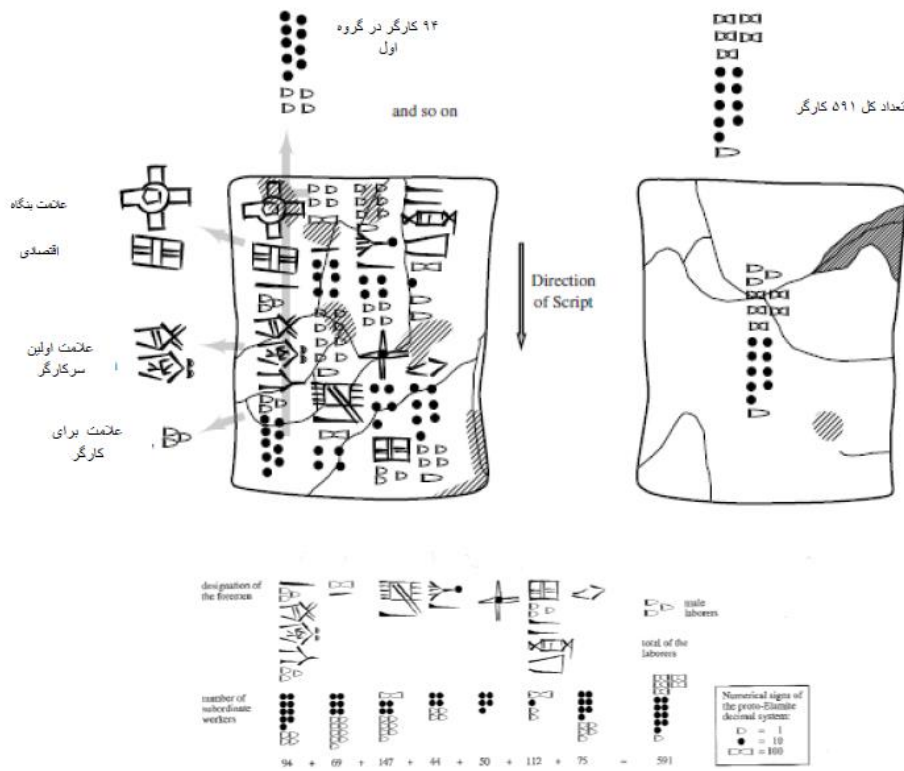 ۹۴ کارگر در گروه
اول
and so on
تعداد کل ۵۹۱ کارگر
علامت بنگاه
اقتصادی
Direction
of Script
علامت اولین
سرکارگر
علامت برای
کارگر
designation of
the foremen
male
laborers
total of the
laborers
number of
subordinate
workers
Numerical signs of
the proto-Elamite
decimal system:
= 1
= 10
= 100
94 + 69 + 147 + 44 + 50 + 112 + 75 = 591